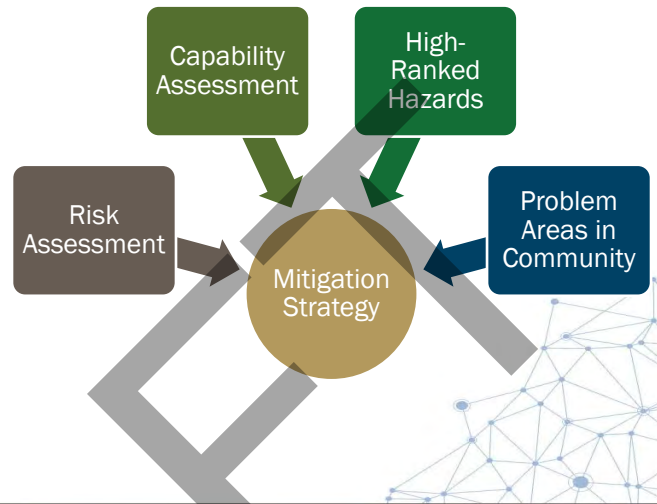 Capability
Assessment
High-
Ranked
Hazards
Risk
Assessment
Problem
Areas in
Community
Mitigation
Strategy